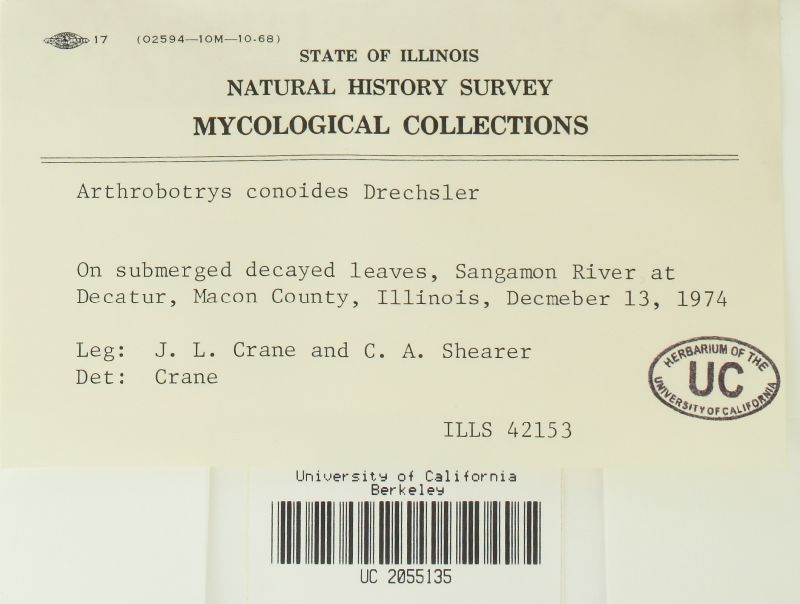 17 (02594—10M—10-68)
STATE OF ILLINOIS
NATURAL HISTORY SURVEY
MYCOLOGICAL COLLECTIONS
Arthrobotrys conoides Drechsler
On submerged decayed leaves, Sangamon River at
Decatur, Macon County, Illinois, Decmeber 13, 1974
Leg: J. L. Crane and C. A. Shearer
Det: Crane
HERBARIUM OF THE
UC
UNIVERSITY OF CALIFORNIA
ILLS 42153
University of California
Berkeley
UC 2055135